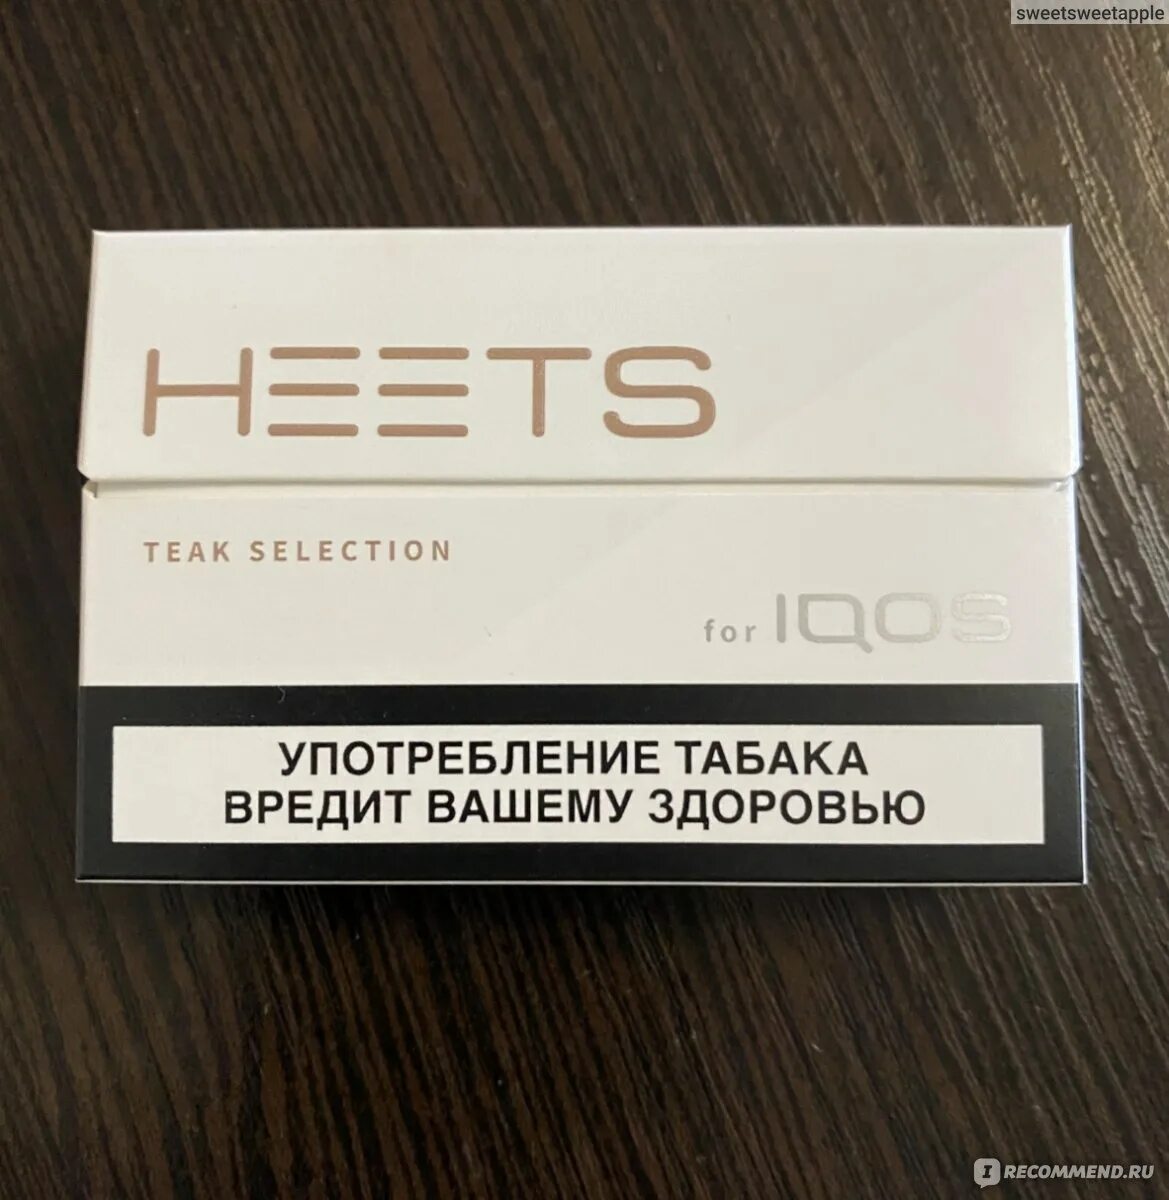 sweetsweetapple
HEETS
TEAK SELECTION
for IQOS
УПОТРЕБЛЕНИЕ ТАБАКА
ВРЕДИТ ВАШЕМУ ЗДОРОВЬЮ
I RECOMMEND.RU